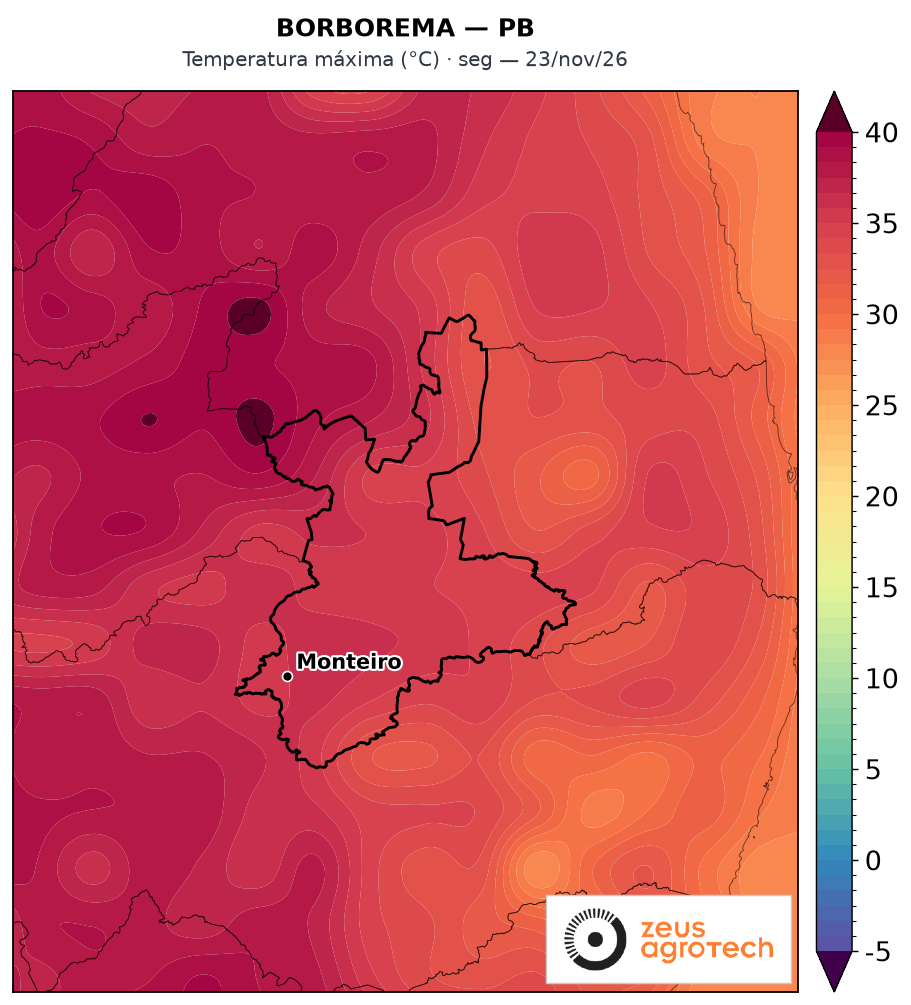 BORBOREMA — PB
Temperatura máxima (°C) · seg — 23/nov/26
40
35
30
25
20
15
10
5
0
-5
Monteiro
zeus
agrotech